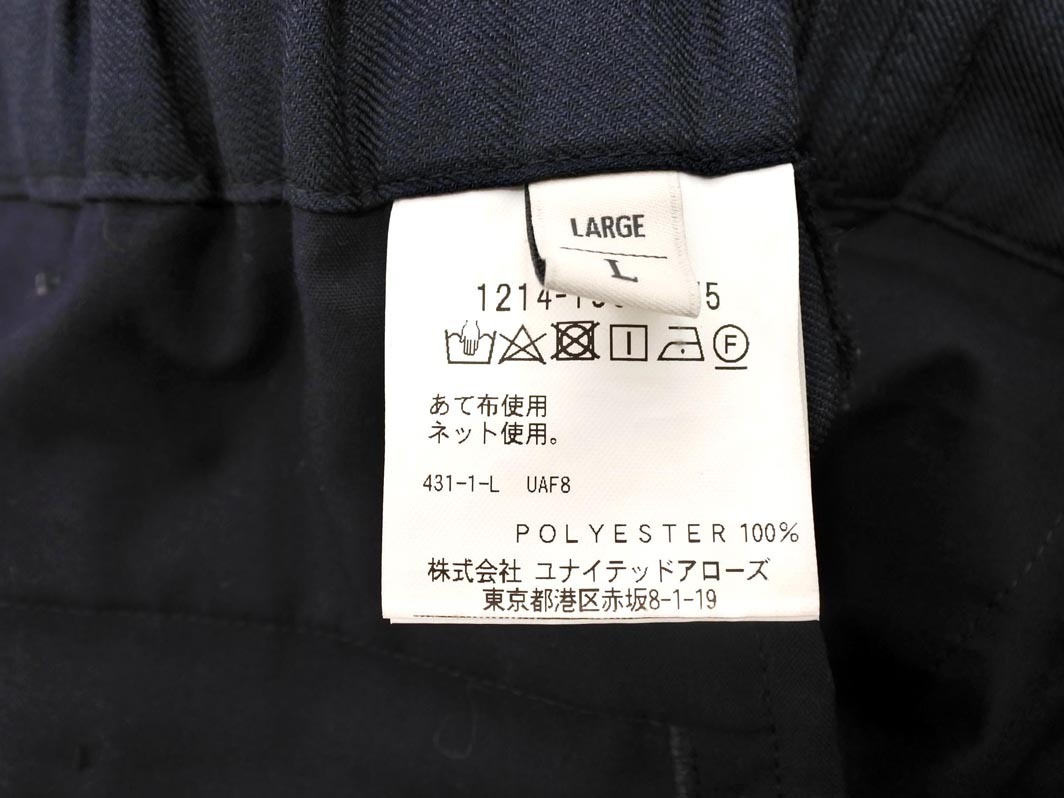 LARGE
L
1214-
あて布使用
ネット使用。
431-1-L UAF8
POLYESTER 100%
株式会社 ユナイテッドアローズ
東京都港区赤坂8-1-19